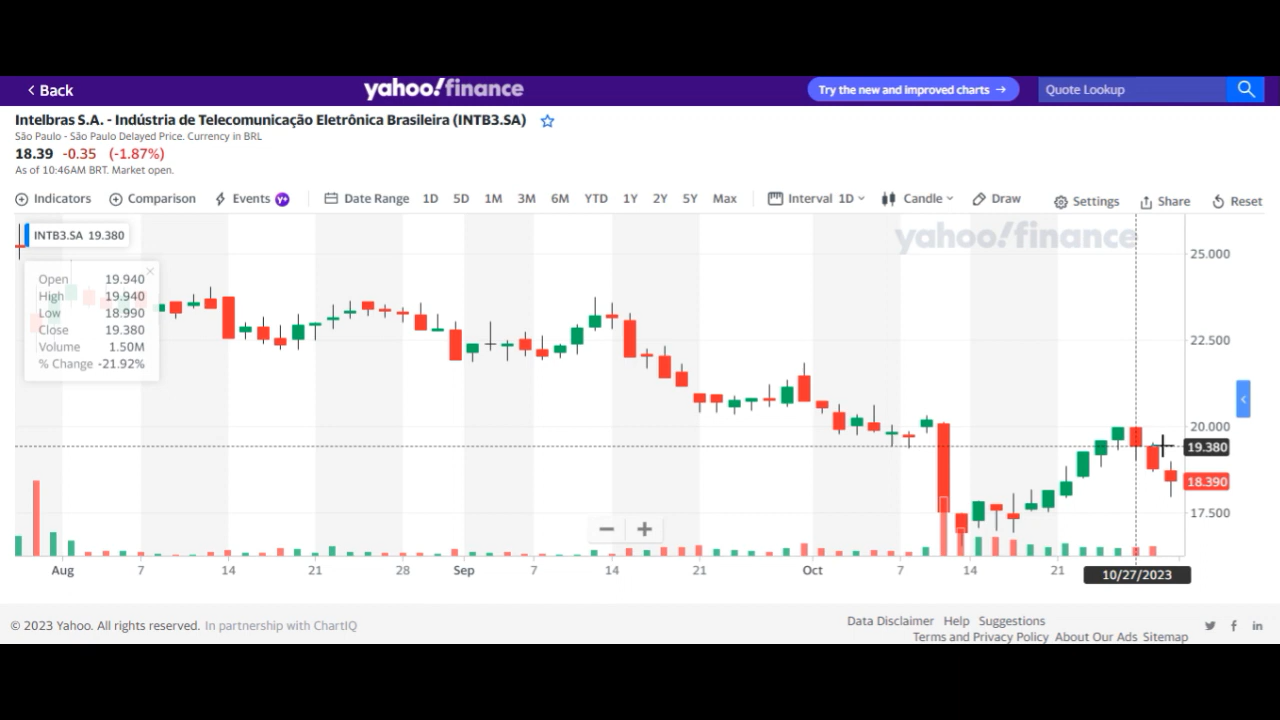 Back
yahoo!finance
Try the new and improved charts →
Quote Lookup
Intelbras S.A. - Indústria de Telecomunicação Eletrônica Brasileira (INTB3.SA)
São Paulo - São Paulo Delayed Price. Currency in BRL
18.39 -0.35 (-1.87%)
As of 10:46AM BRT. Market open.
Indicators Comparison Events Y+ Date Range 1D 5D 1M 3M 6M YTD 1Y 2Y 5Y Max Interval 1D Candle Draw Settings Share Reset
INTB3.SA 19.380
yahoo!finance
Open 19.940
High 19.940
Low 18.990
Close 19.380
Volume 1.50M
% Change -21.92%
25.000
22.500
20.000
19.380
18.390
17.500
Aug 7 14 21 28 Sep 7 14 21 Oct 7 14 21 10/27/2023
© 2023 Yahoo. All rights reserved. In partnership with ChartIQ
Data Disclaimer Help Suggestions
Terms and Privacy Policy About Our Ads Sitemap